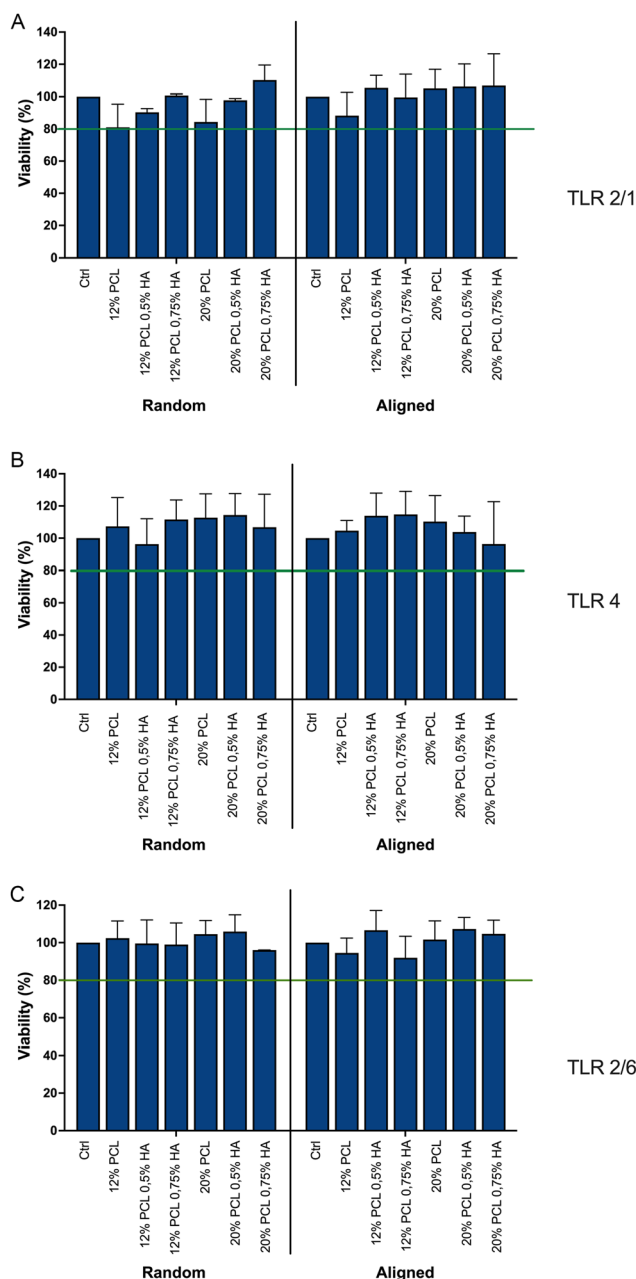 A
Viability (%)
140
120
100
80
60
40
20
0
Ctrl
12% PCL
12% PCL 0,5% HA
12% PCL 0,75% HA
20% PCL
20% PCL 0,5% HA
20% PCL 0,75% HA
Ctrl
12% PCL
12% PCL 0,5% HA
12% PCL 0,75% HA
20% PCL
20% PCL 0,5% HA
20% PCL 0,75% HA
Random
Aligned
TLR 2/1
B
Viability (%)
140
120
100
80
60
40
20
0
Ctrl
12% PCL
12% PCL 0,5% HA
12% PCL 0,75% HA
20% PCL
20% PCL 0,5% HA
20% PCL 0,75% HA
Ctrl
12% PCL
12% PCL 0,5% HA
12% PCL 0,75% HA
20% PCL
20% PCL 0,5% HA
20% PCL 0,75% HA
Random
Aligned
TLR 4
C
Viability (%)
120
100
80
60
40
20
0
Ctrl
12% PCL
12% PCL 0,5% HA
12% PCL 0,75% HA
20% PCL
20% PCL 0,5% HA
20% PCL 0,75% HA
Ctrl
12% PCL
12% PCL 0,5% HA
12% PCL 0,75% HA
20% PCL
20% PCL 0,5% HA
20% PCL 0,75% HA
Random
Aligned
TLR 2/6